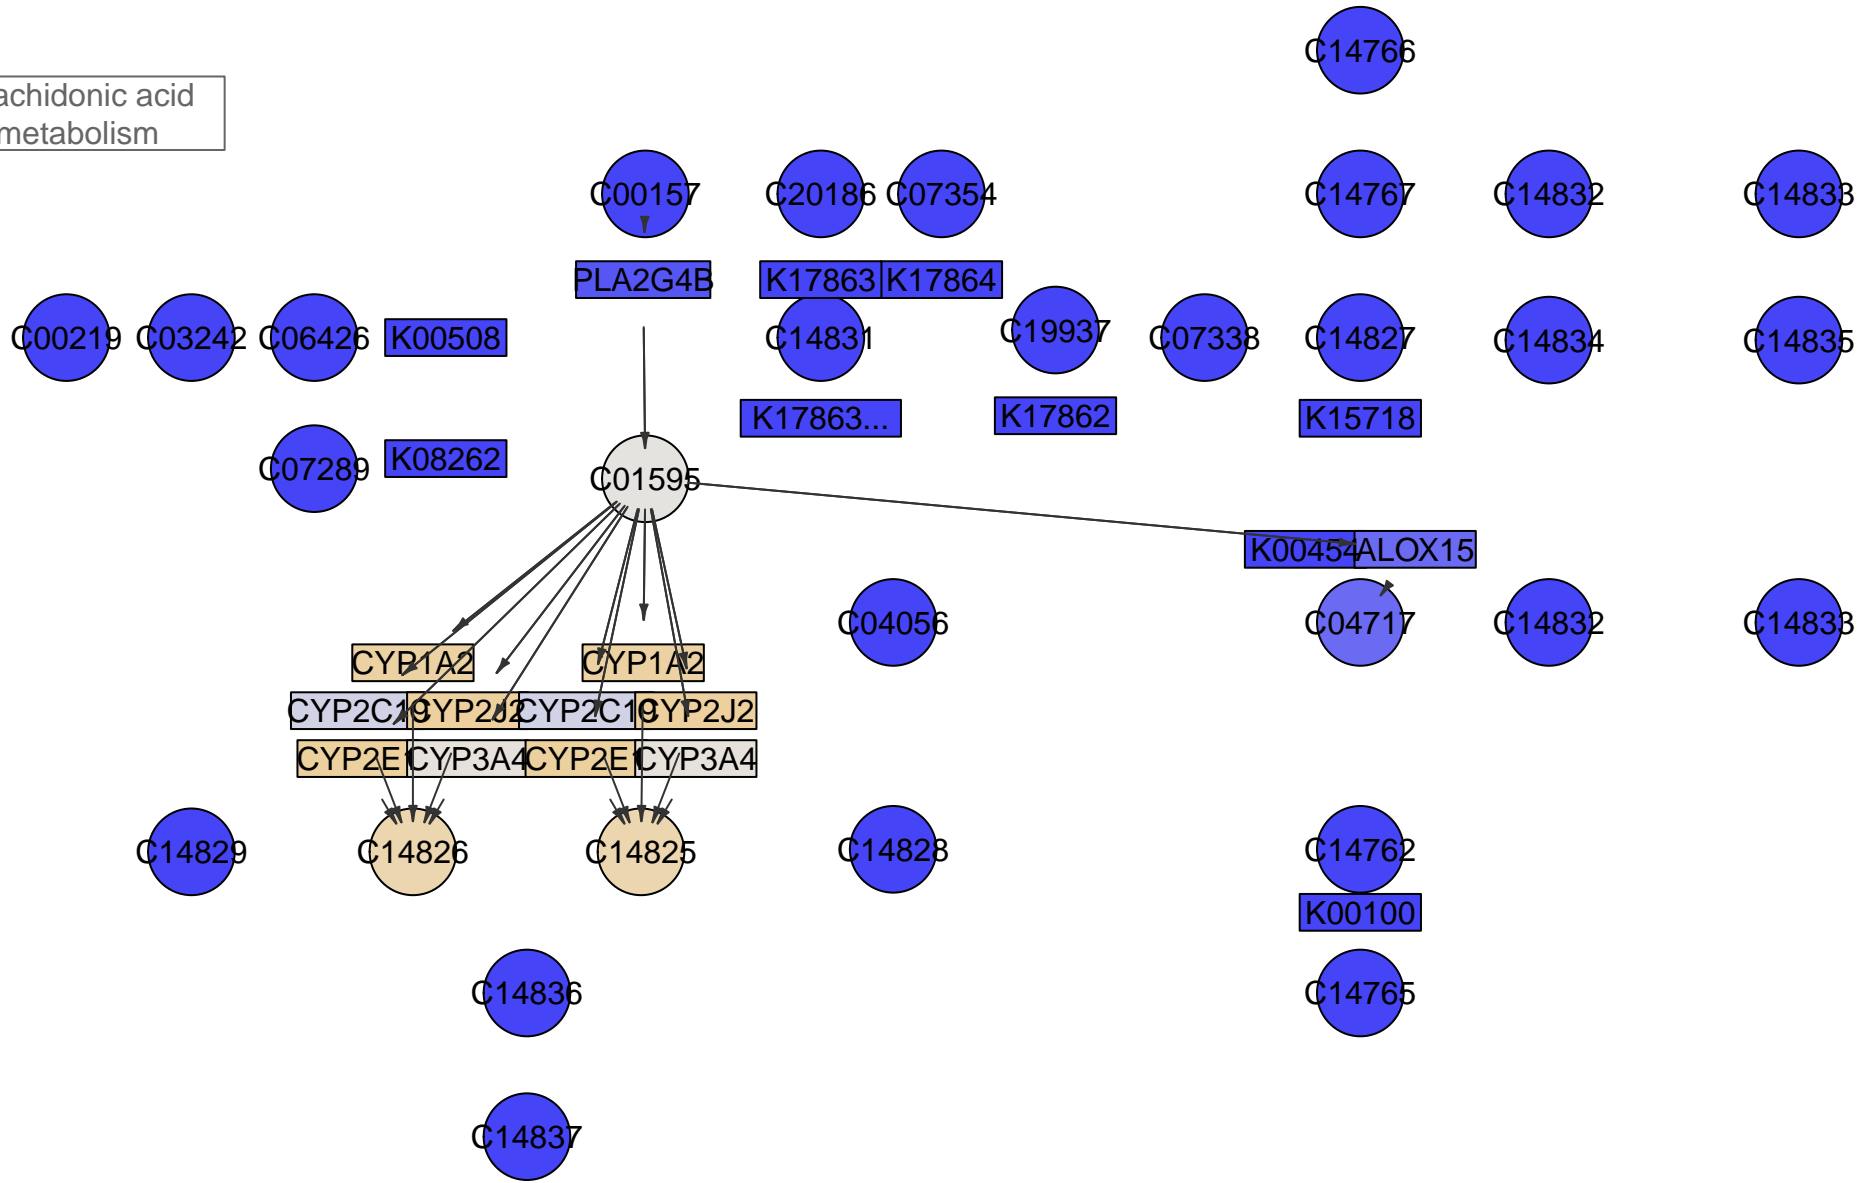 C14766
achidonic acid
metabolism
C00157
C20186
C07354
C14767
C14832
C14833
PLA2G4B
K17863
K17864
C00219
C03242
C06426
K00508
C14831
C19937
C07338
C14827
C14834
C14835
K17863...
K17862
K15718
C07289
K08262
C01595
K00454
ALOX15
C04056
C04717
C14832
C14833
CYP1A2
CYP1A2
CYP2C19
CYP2J2
CYP2C19
CYP2J2
CYP2E1
CYP3A4
CYP2E1
CYP3A4
C14829
C14826
C14825
C14828
C14762
K00100
C14836
C14765
C14837